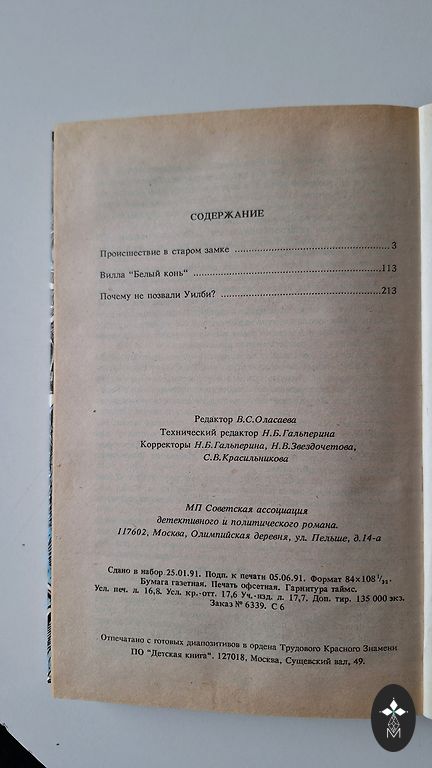 СОДЕРЖАНИЕ
Происшествие в старом замке ........................................ 3
Вилла "Белый конь" ................................................113
Почему не позвали Уилби? .........................................213
Редактор В.С.Оласаева
Технический редактор Н.Б.Гальперина
Корректоры Н.Б.Гальперина, Н.В.Звездочетова,
С.В.Красильникова
МП Советская ассоциация
детективного и политического романа.
117602, Москва, Олимпийская деревня, ул. Пельше, д.14-а
Сдано в набор 25.01.91. Подп. к печати 05.06.91. Формат 84×108 1/32.
Бумага газетная. Печать офсетная. Гарнитура таймс.
Усл. печ. л. 16,8. Усл. кр.-отт. 17,6 Уч.-изд. л. 17,7. Доп. тир. 135 000 экз.
Заказ № 6339. С 6
Отпечатано с готовых диапозитивов в ордена Трудового Красного Знамени
ПО "Детская книга". 127018, Москва, Сущевский вал, 49.
М